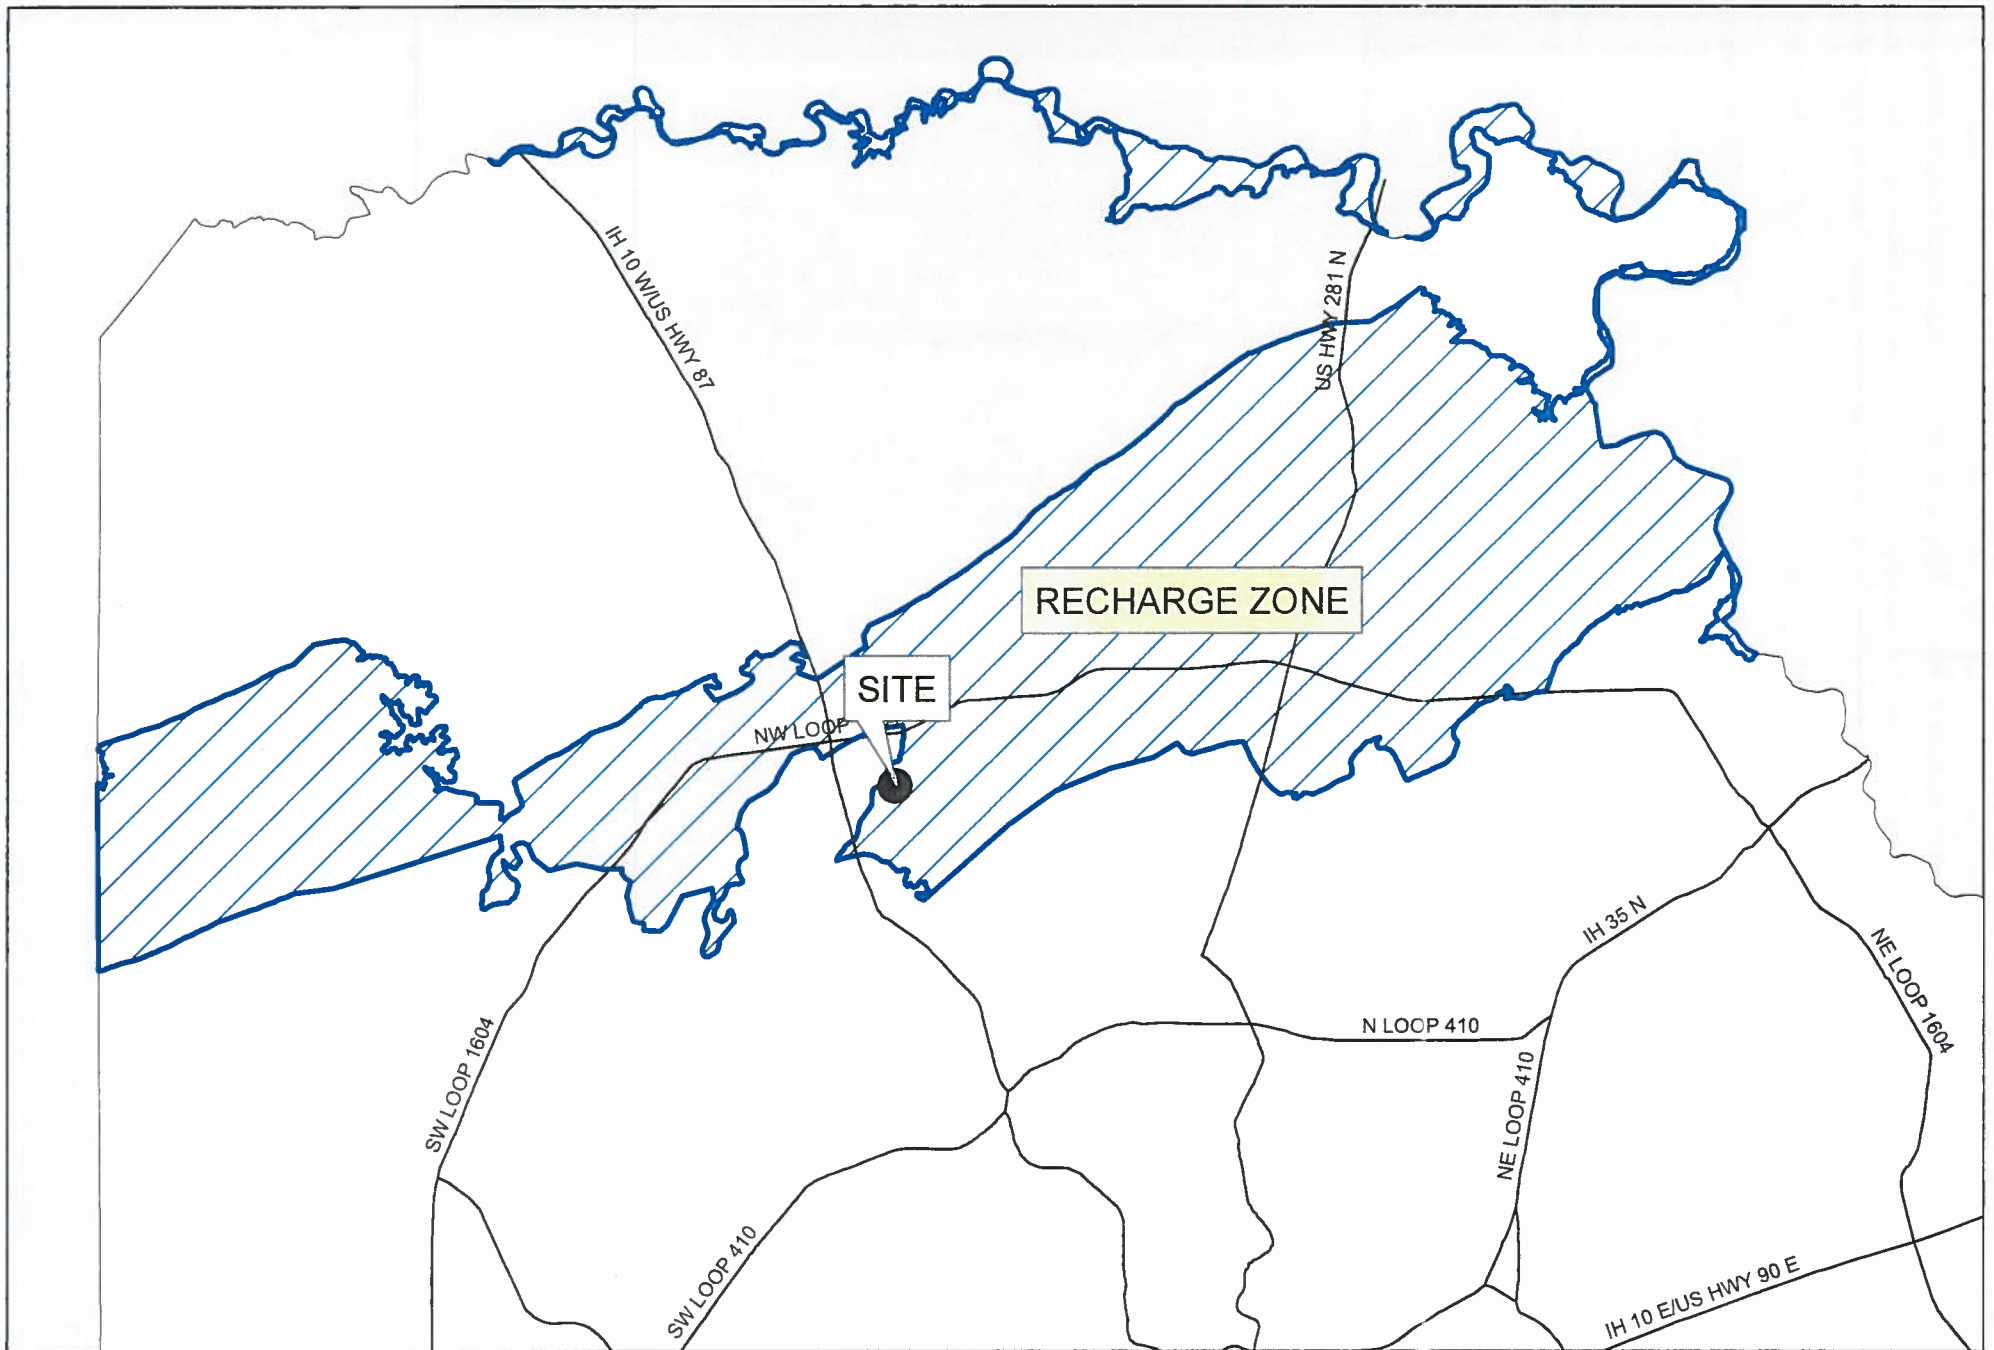 IH 10 W/US HWY 87
US HWY 281 N
RECHARGE ZONE
SITE
NW LOOP
IH 35 N
NE LOOP 1604
N LOOP 410
SW LOOP 1604
NE LOOP 410
SW LOOP 410
IH 10 E/US HWY 90 E